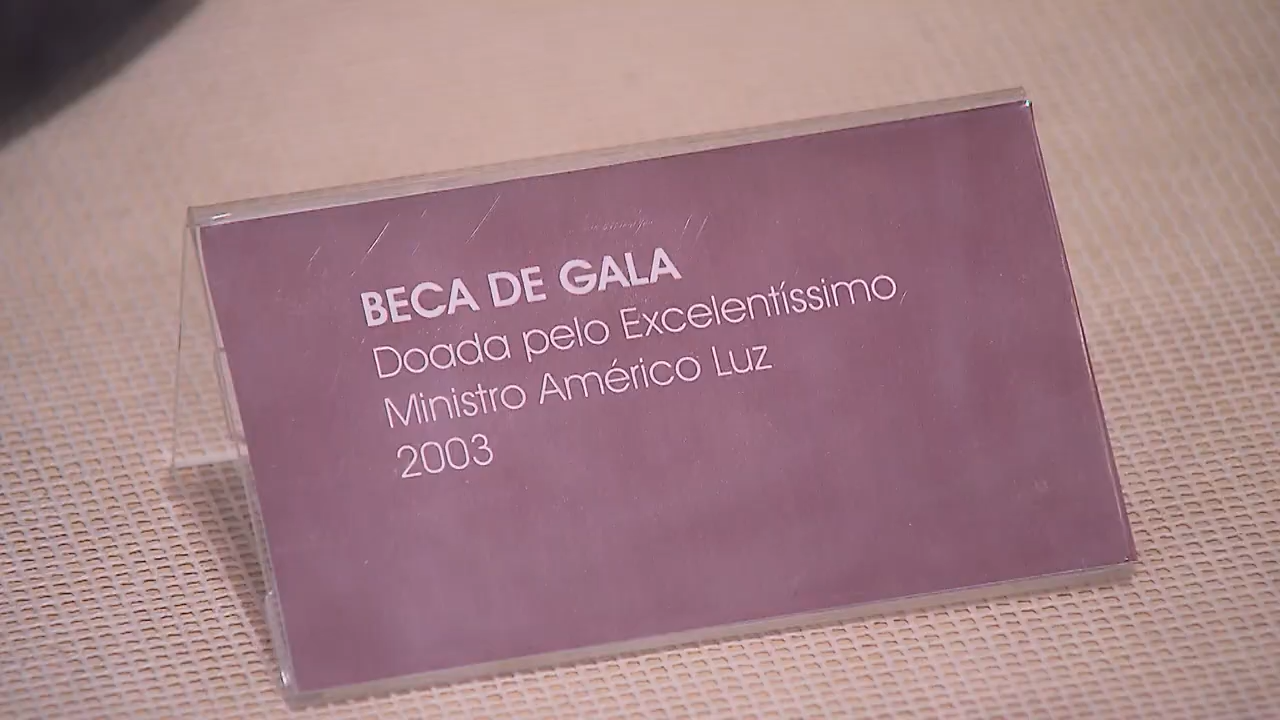 BECA DE GALA
Doada pelo Excelentíssimo
Ministro Américo Luz
2003